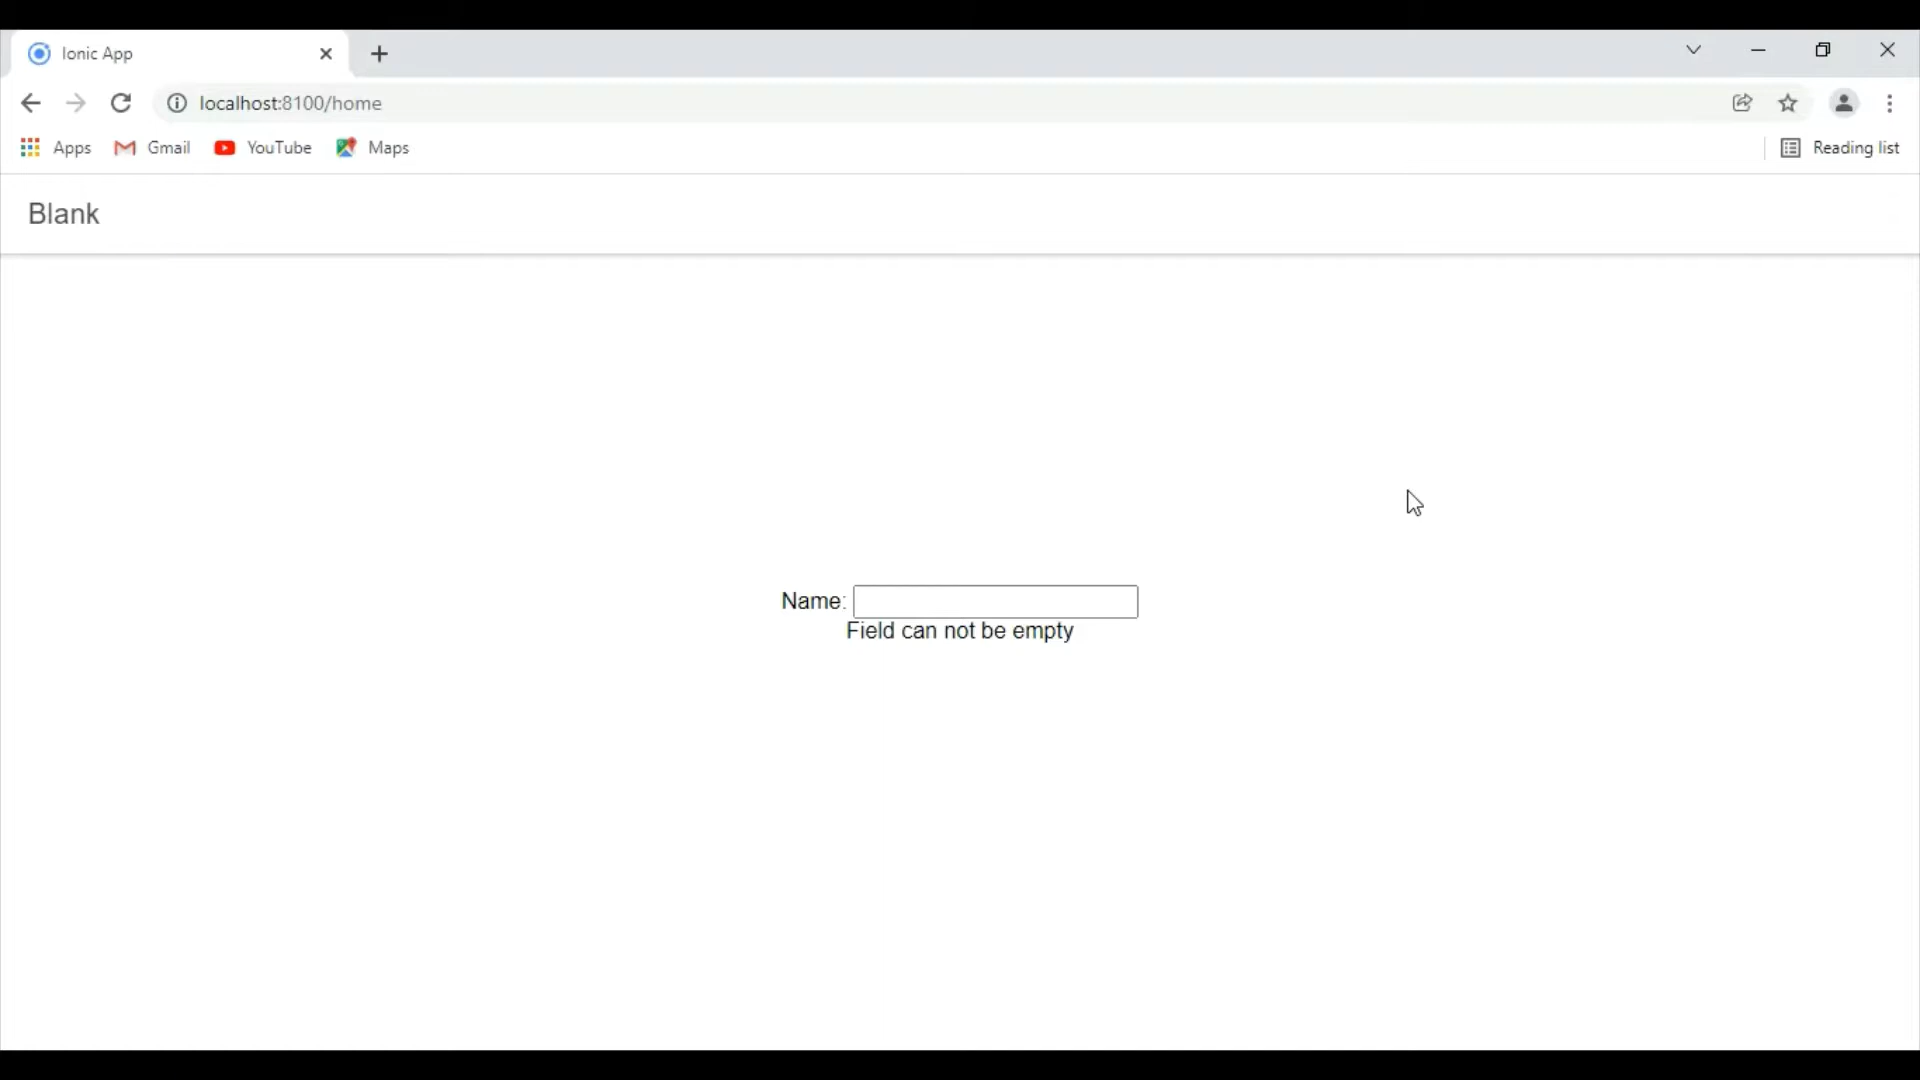 Ionic App
localhost:8100/home
Apps Gmail YouTube Maps Reading list
Blank
Name:
Field can not be empty